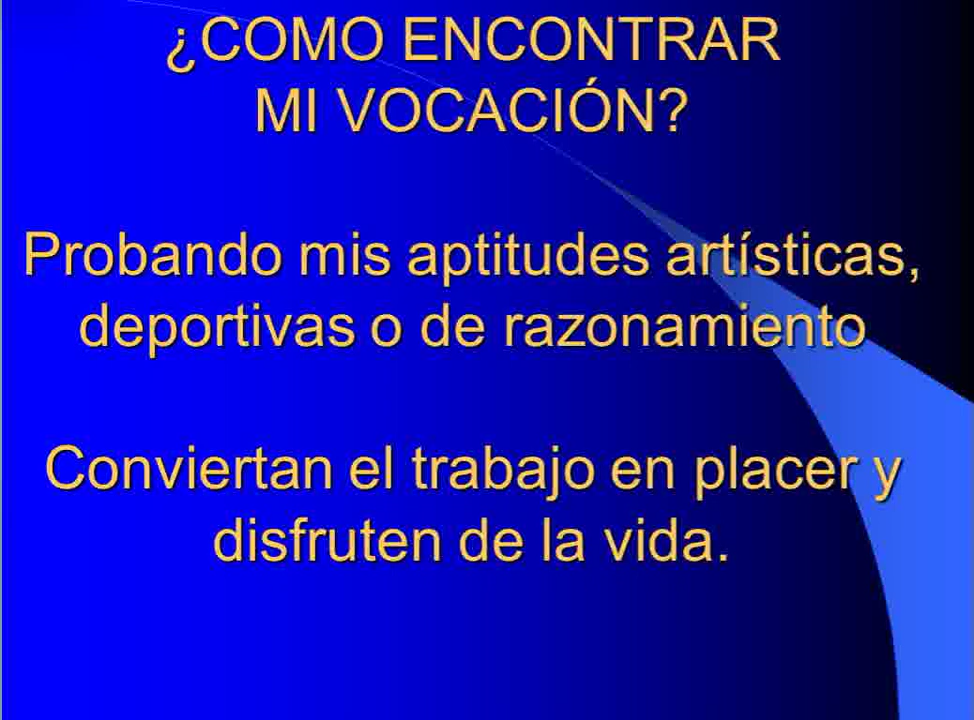 ¿COMO ENCONTRAR
MI VOCACIÓN?
Probando mis aptitudes artísticas,
deportivas o de razonamiento
Conviertan el trabajo en placer y
disfruten de la vida.